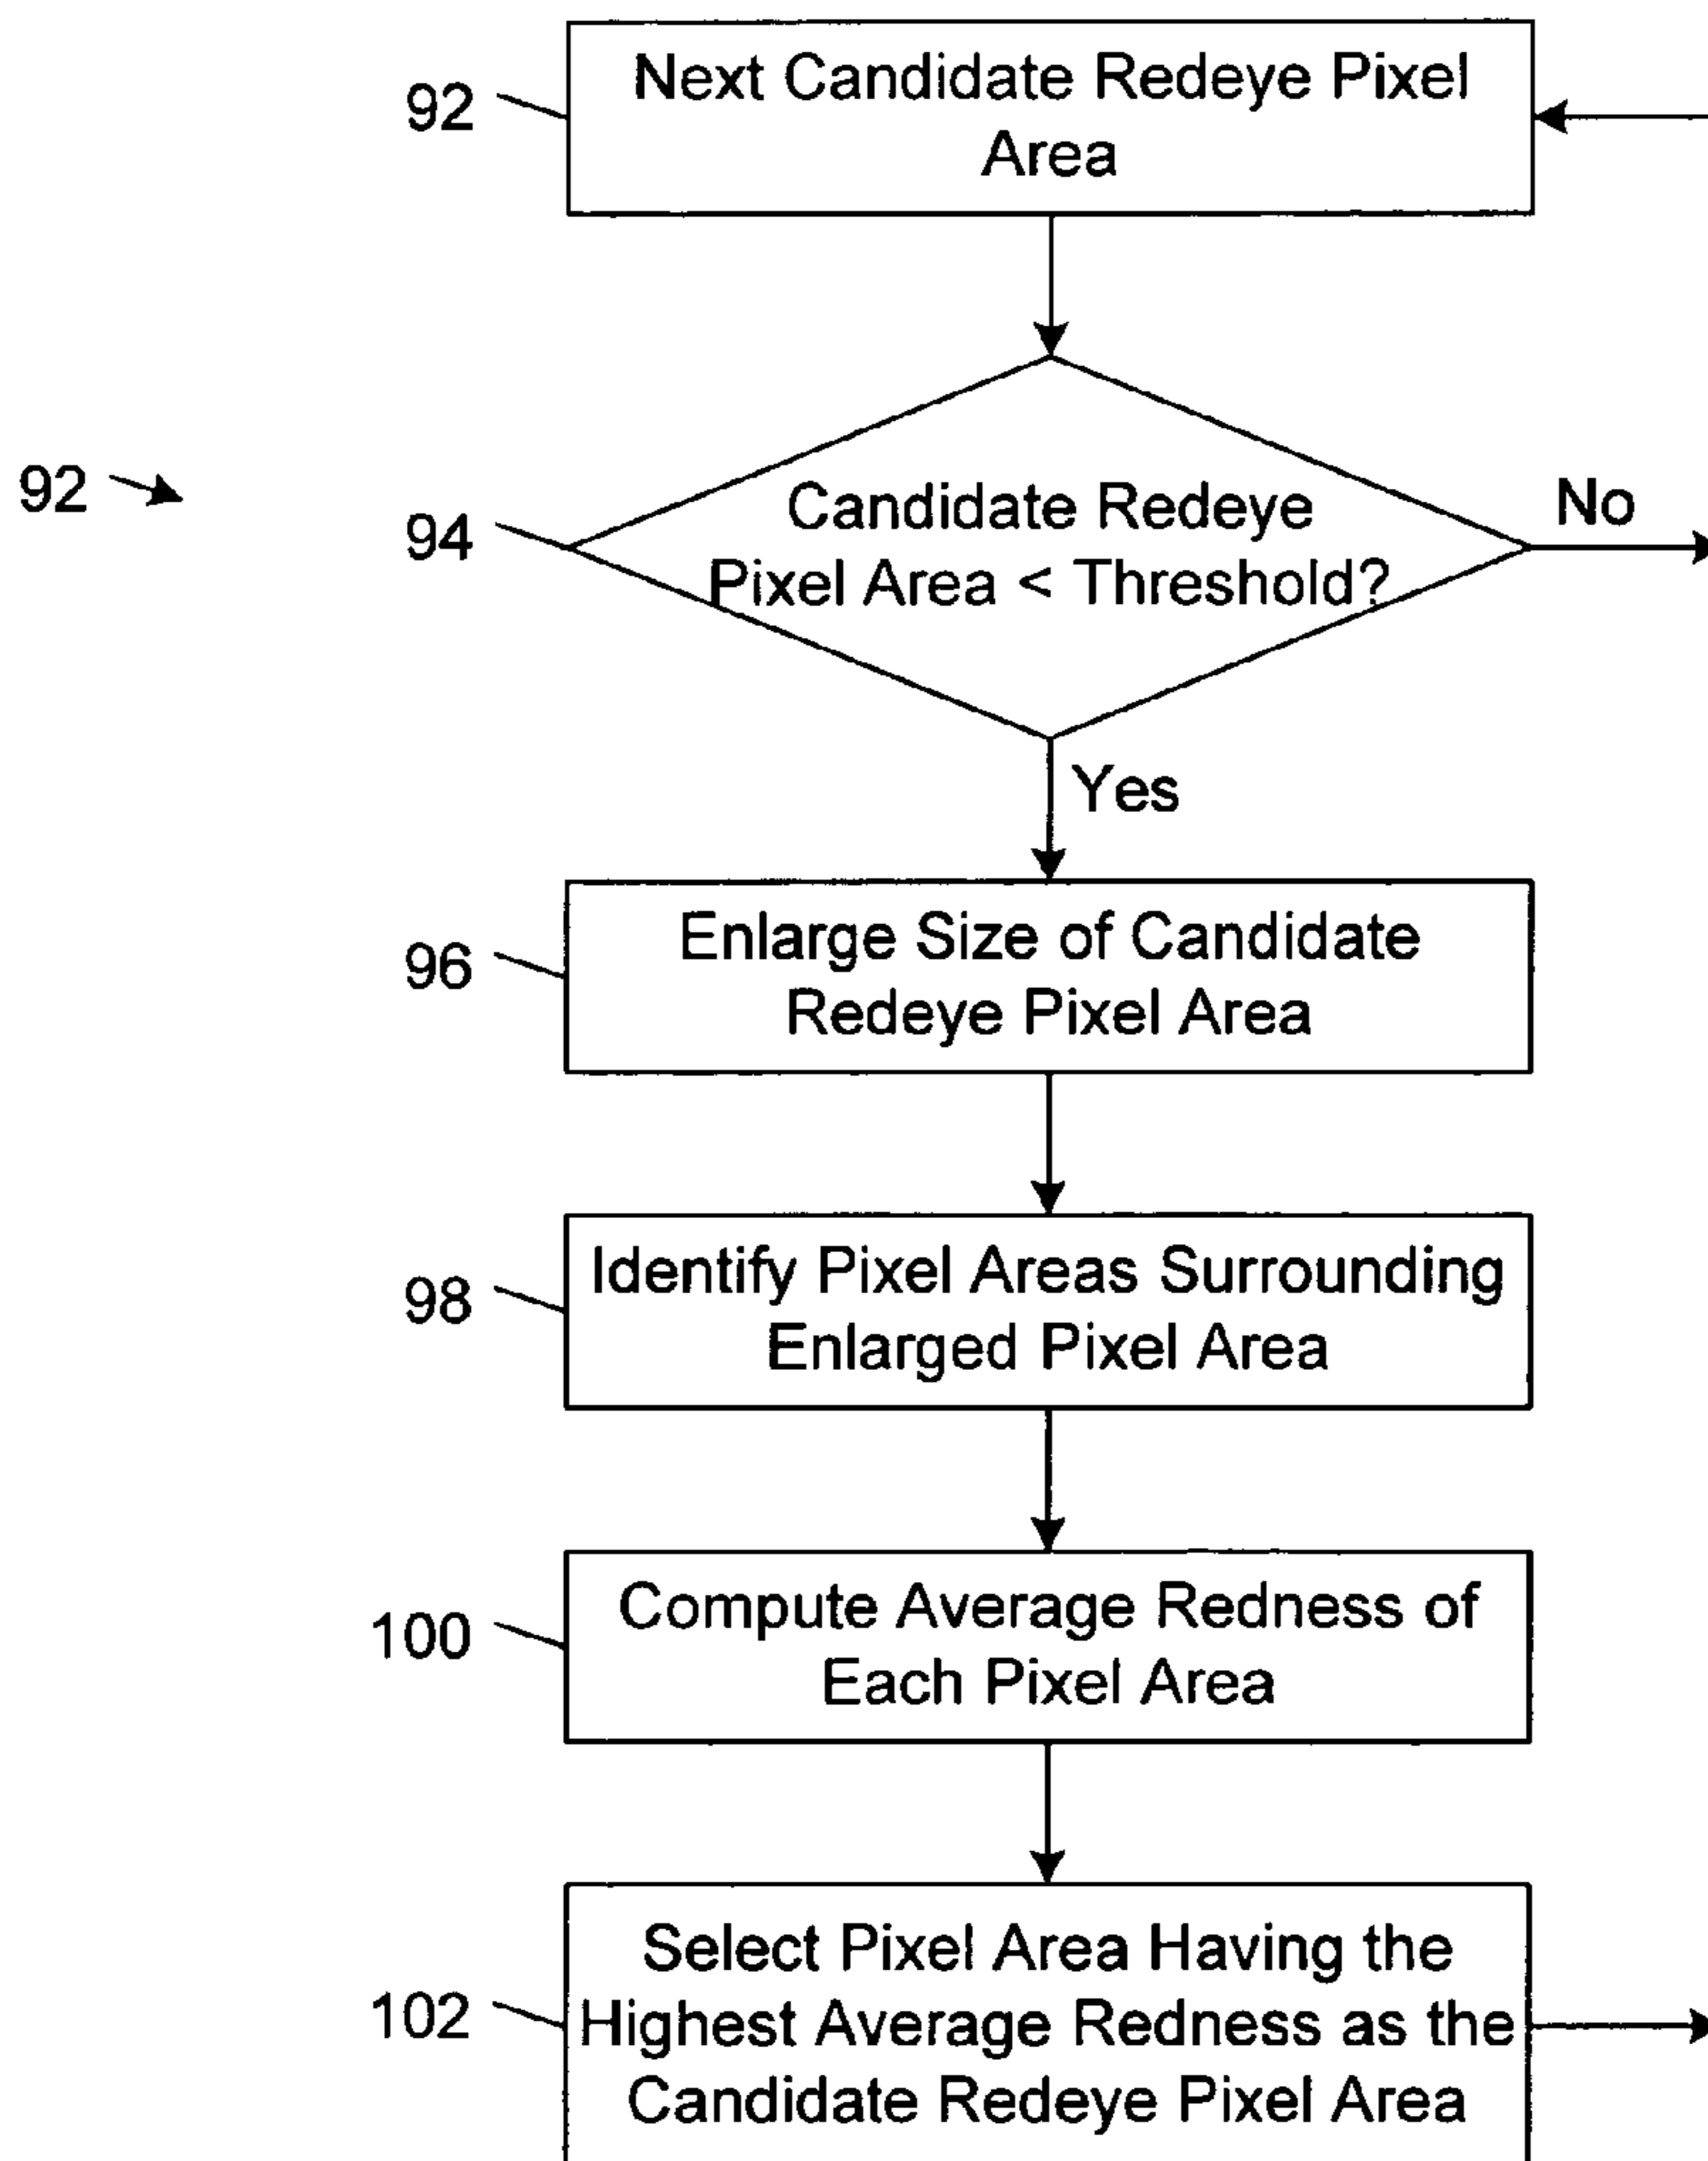 92
Next Candidate Redeye Pixel
Area
92
94
Candidate Redeye
Pixel Area < Threshold?
No
Yes
96
Enlarge Size of Candidate
Redeye Pixel Area
98
Identify Pixel Areas Surrounding
Enlarged Pixel Area
100
Compute Average Redness of
Each Pixel Area
102
Select Pixel Area Having the
Highest Average Redness as the
Candidate Redeye Pixel Area